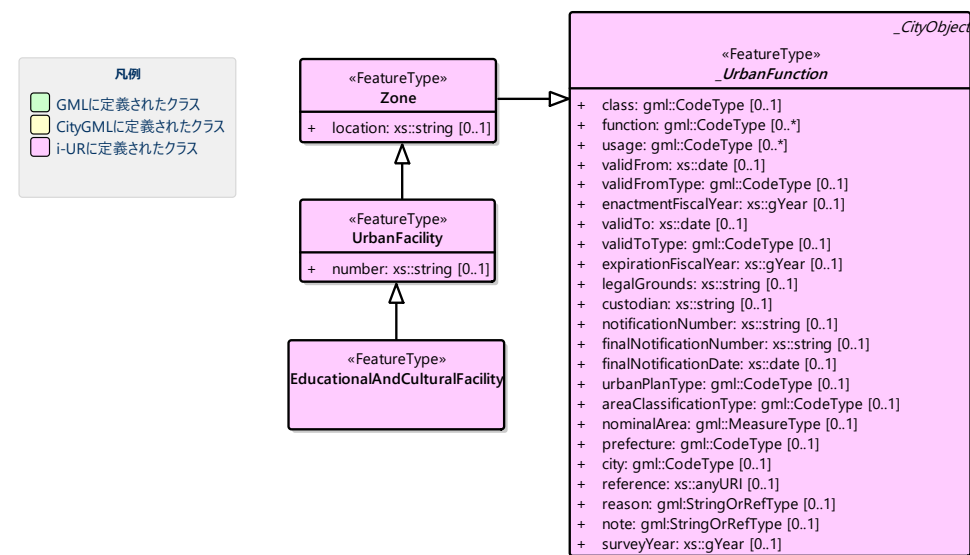 凡例
GMLに定義されたクラス
CityGMLに定義されたクラス
i-URに定義されたクラス
«FeatureType»
Zone
+ location: xs::string [0..1]
«FeatureType»
UrbanFacility
+ number: xs::string [0..1]
«FeatureType»
EducationalAndCulturalFacility
_CityObject
«FeatureType»
_UrbanFunction
+ class: gml::CodeType [0..1]
+ function: gml::CodeType [0..*]
+ usage: gml::CodeType [0..*]
+ validFrom: xs::date [0..1]
+ validFromType: gml::CodeType [0..1]
+ enactmentFiscalYear: xs::gYear [0..1]
+ validTo: xs::date [0..1]
+ validToType: gml::CodeType [0..1]
+ expirationFiscalYear: xs::gYear [0..1]
+ legalGrounds: xs::string [0..1]
+ custodian: xs::string [0..1]
+ notificationNumber: xs::string [0..1]
+ finalNotificationNumber: xs::string [0..1]
+ finalNotificationDate: xs::date [0..1]
+ urbanPlanType: gml::CodeType [0..1]
+ areaClassificationType: gml::CodeType [0..1]
+ nominalArea: gml::MeasureType [0..1]
+ prefecture: gml::CodeType [0..1]
+ city: gml::CodeType [0..1]
+ reference: xs::anyURI [0..1]
+ reason: gml:StringOrRefType [0..1]
+ note: gml:StringOrRefType [0..1]
+ surveyYear: xs::gYear [0..1]